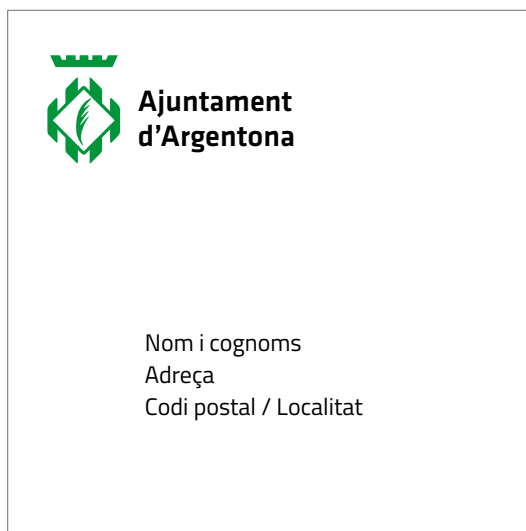 Ajuntament
d’Argentona
Nom i cognoms
Adreça
Codi postal / Localitat